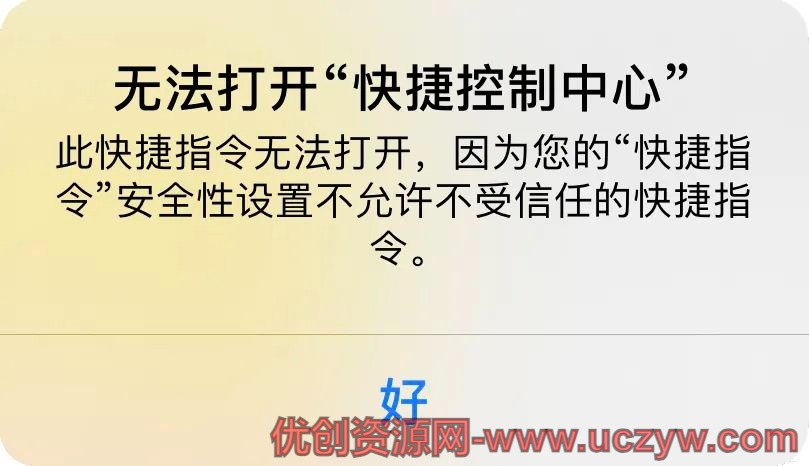 无法打开“快捷控制中心”
此快捷指令无法打开，因为您的“快捷指
令”安全性设置不允许不受信任的快捷指
令。
好
优创资源网-www.uczyw.com